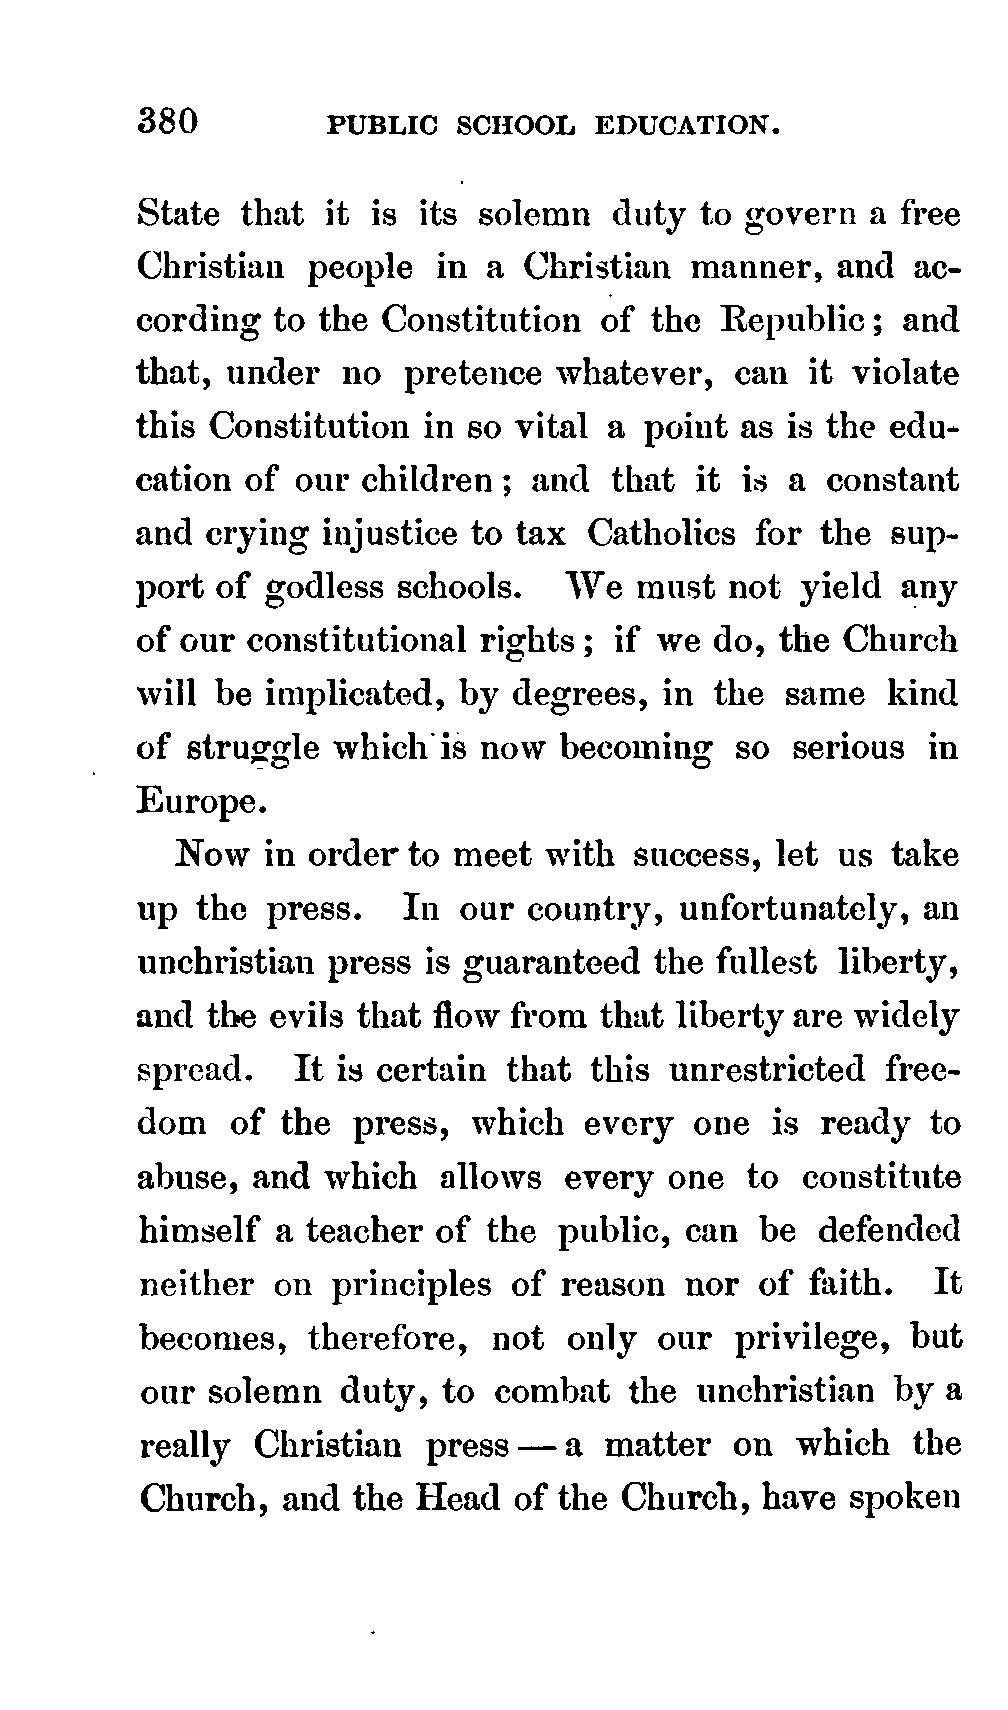 380 PUBLIC SCHOOL EDUCATION.
State that it is its solemn duty to govern a free
Christian people in a Christian manner, and ac-
cording to the Constitution of the Republic; and
that, under no pretence whatever, can it violate
this Constitution in so vital a point as is the edu-
cation of our children; and that it is a constant
and crying injustice to tax Catholics for the sup-
port of godless schools. We must not yield any
of our constitutional rights; if we do, the Church
will be implicated, by degrees, in the same kind
of struggle which is now becoming so serious in
Europe.
Now in order to meet with success, let us take
up the press. In our country, unfortunately, an
unchristian press is guaranteed the fullest liberty,
and the evils that flow from that liberty are widely
spread. It is certain that this unrestricted free-
dom of the press, which every one is ready to
abuse, and which allows every one to constitute
himself a teacher of the public, can be defended
neither on principles of reason nor of faith. It
becomes, therefore, not only our privilege, but
our solemn duty, to combat the unchristian by a
really Christian press — a matter on which the
Church, and the Head of the Church, have spoken